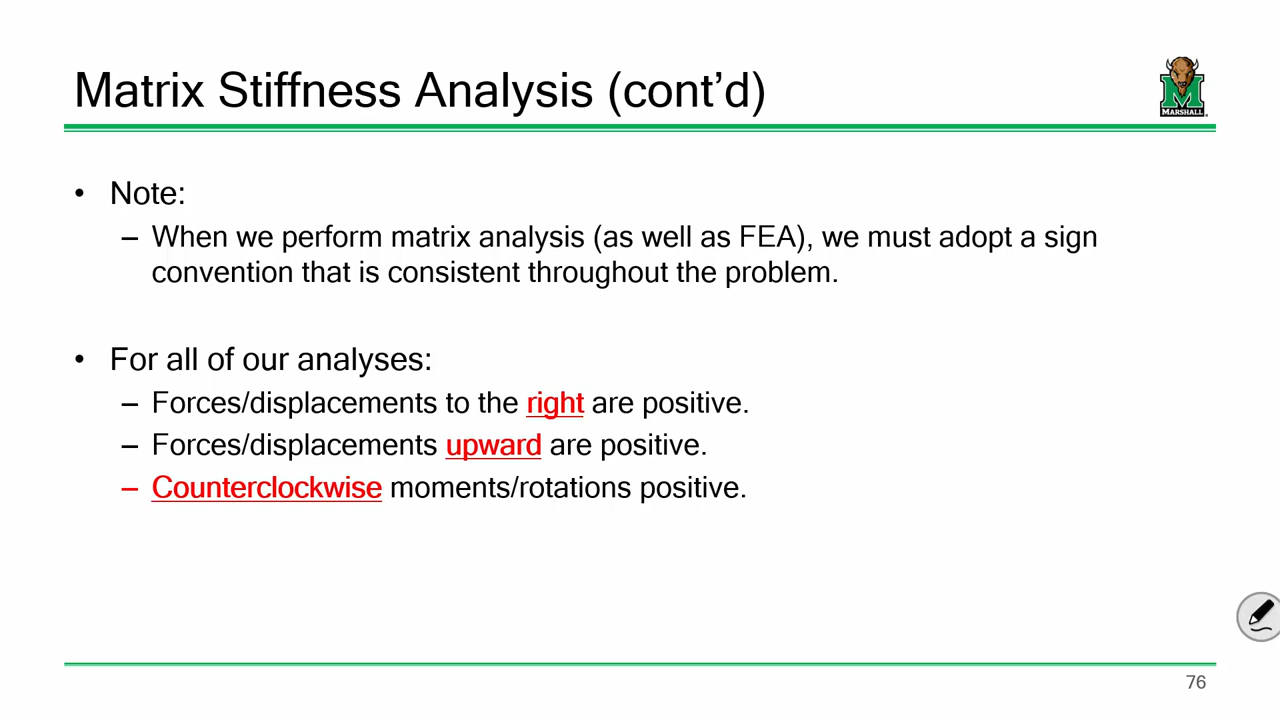 Matrix Stiffness Analysis (cont’d)
MARSHALL
• Note:
– When we perform matrix analysis (as well as FEA), we must adopt a sign
convention that is consistent throughout the problem.
• For all of our analyses:
– Forces/displacements to the right are positive.
– Forces/displacements upward are positive.
– Counterclockwise moments/rotations positive.
76